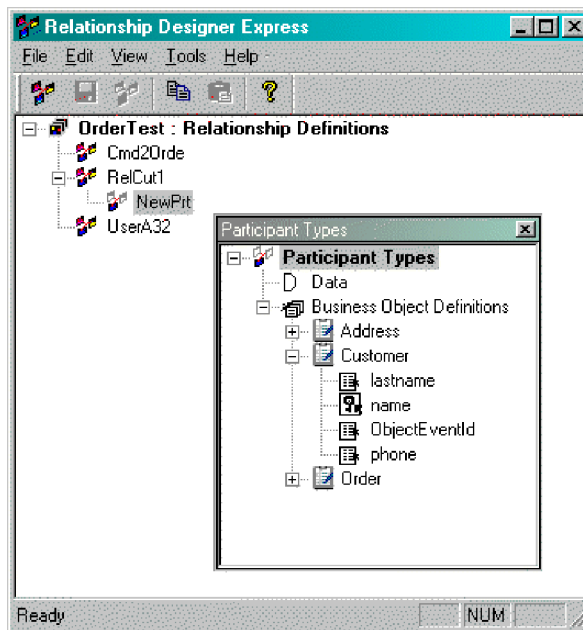 Relationship Designer Express
File Edit View Tools Help
OrderTest : Relationship Definitions
Cmd2Orde
RelCut1
NewPrt
UserA32
Participant Types
Participant Types
Data
Business Object Definitions
Address
Customer
lastname
name
ObjectEventId
phone
Order
Ready NUM